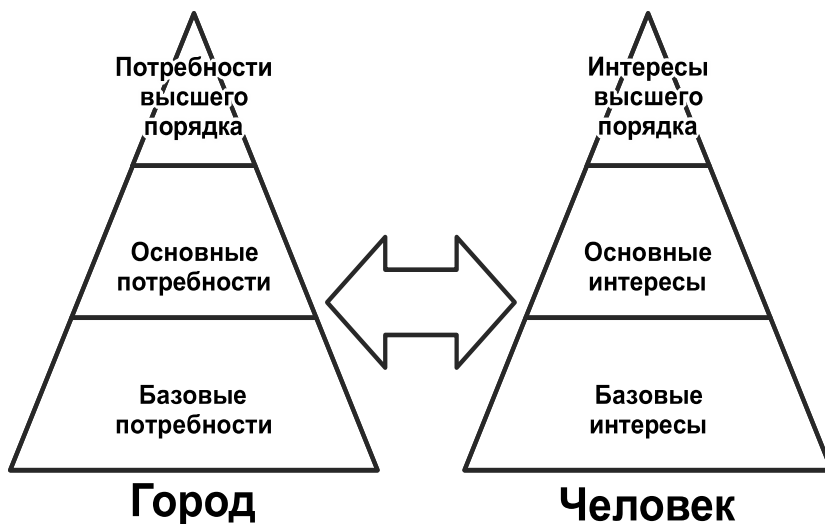 Потребности
высшего
порядка
Основные
потребности
Базовые
потребности
Город
Интересы
высшего
порядка
Основные
интересы
Базовые
интересы
Человек